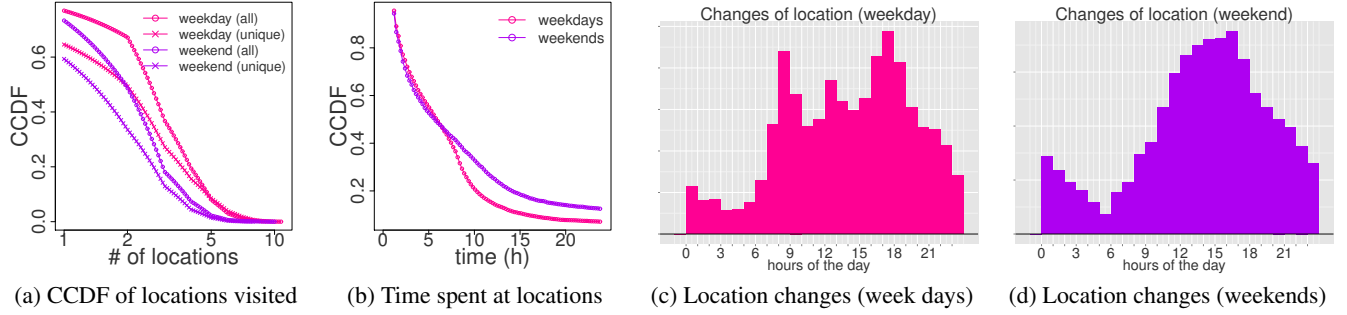 weekday (all)
weekday (unique)
weekend (all)
weekend (unique)
CCDF
0.0 0.2 0.4 0.6
1 2 5 10
# of locations
(a) CCDF of locations visited
weekdays
weekends
CCDF
0.2 0.4 0.6 0.8
0 5 10 15 20
time (h)
(b) Time spent at locations
Changes of location (weekday)
0 3 6 9 12 15 18 21
hours of the day
(c) Location changes (week days)
Changes of location (weekend)
0 3 6 9 12 15 18 21
hours of the day
(d) Location changes (weekends)